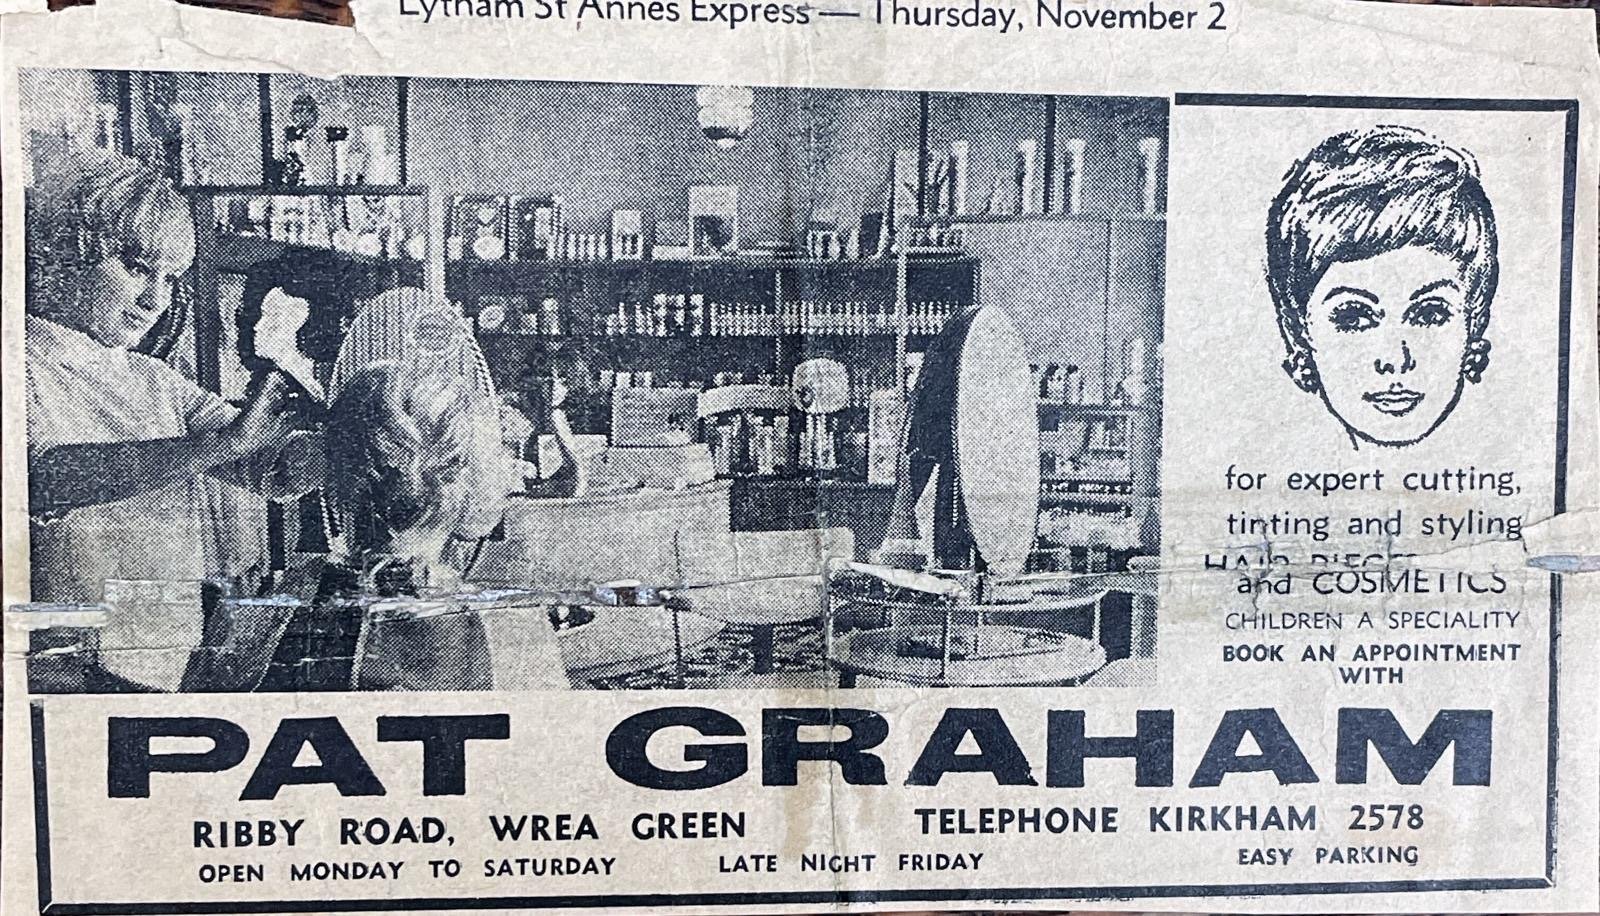 Lytham St Annes Express — Thursday, November 2
for expert cutting,
tinting and styling
HAIR PIECES
and COSMETICS
CHILDREN A SPECIALITY
BOOK AN APPOINTMENT
WITH
PAT GRAHAM
RIBBY ROAD, WREA GREEN
TELEPHONE KIRKHAM 2578
OPEN MONDAY TO SATURDAY
LATE NIGHT FRIDAY
EASY PARKING